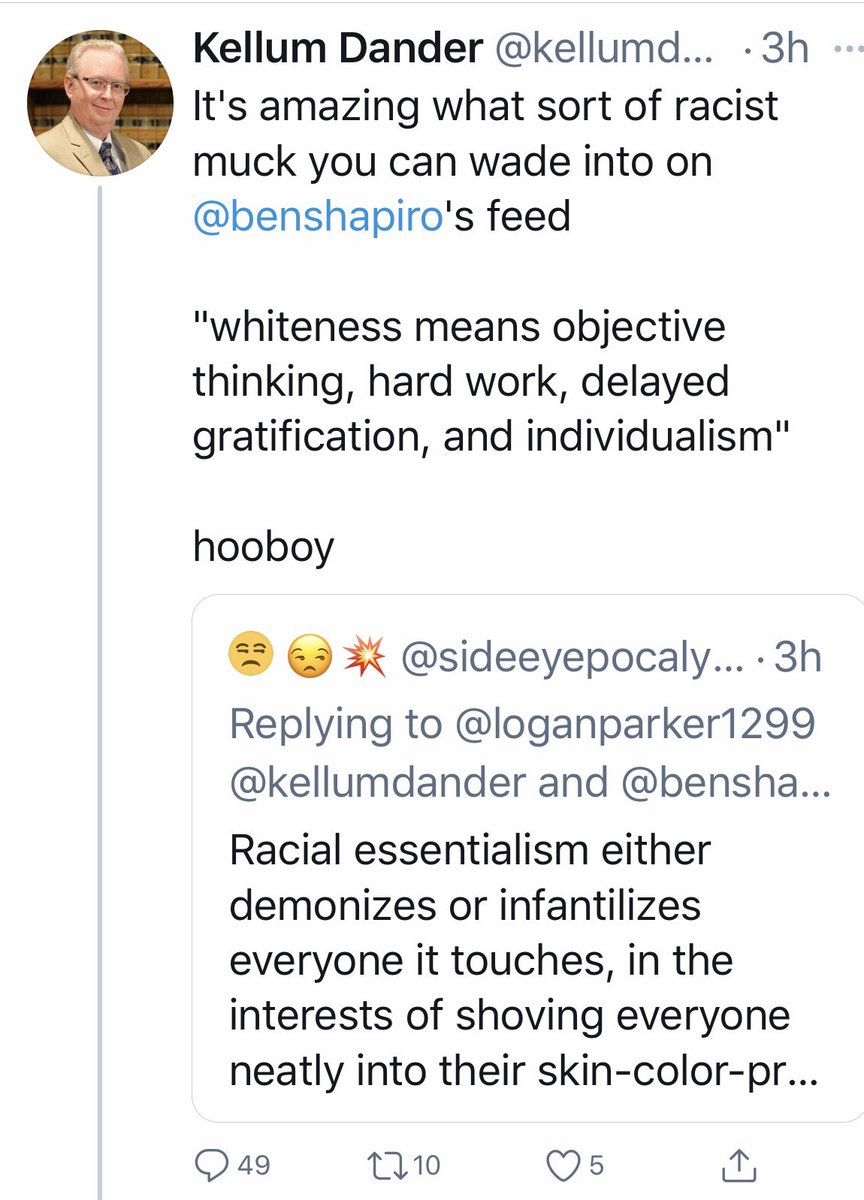 Kellum Dander @kellumd... · 3h ...
It's amazing what sort of racist
muck you can wade into on
@benshapiro's feed
"whiteness means objective
thinking, hard work, delayed
gratification, and individualism"
hooboy
😒 😒 💥 @sideeyepocaly... · 3h
Replying to @loganparker1299
@kellumdander and @bensha...
Racial essentialism either
demonizes or infantilizes
everyone it touches, in the
interests of shoving everyone
neatly into their skin-color-pr...
49 10 5